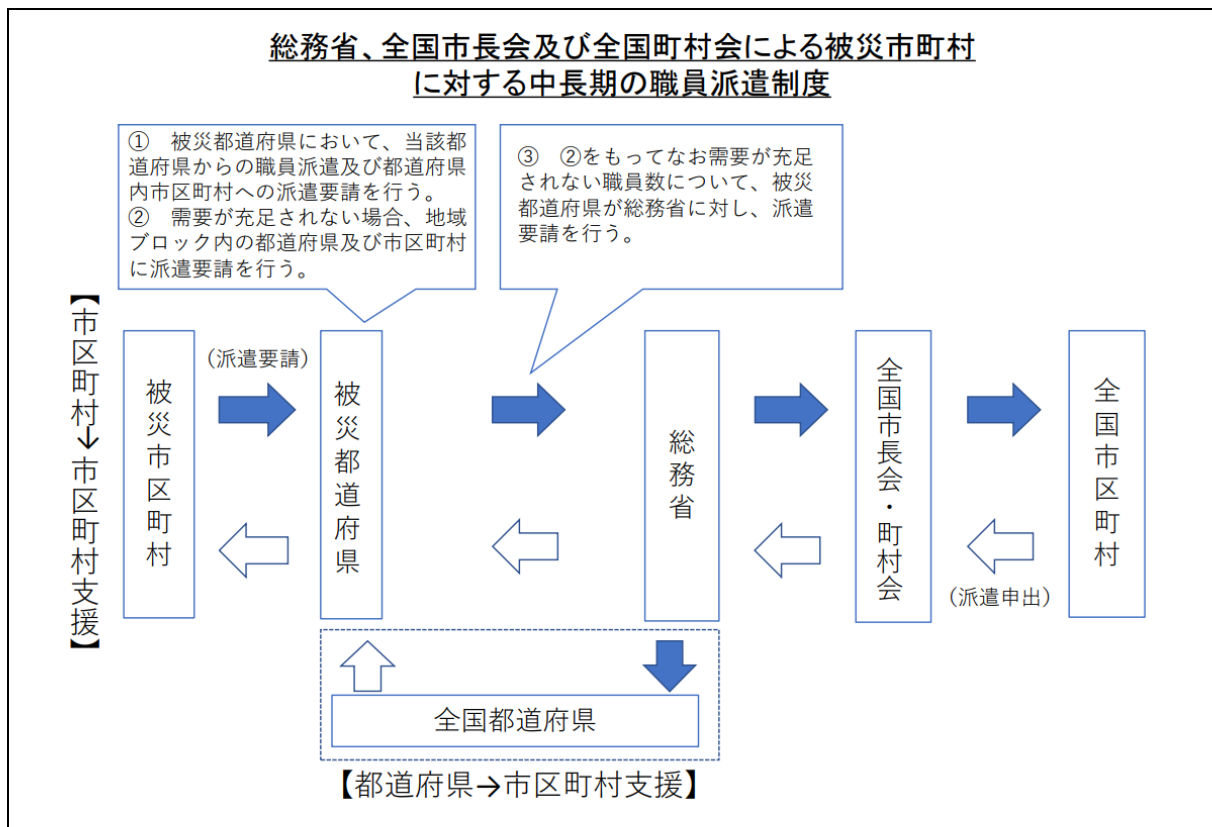 総務省、全国市長会及び全国町村会による被災市町村
に対する中長期の職員派遣制度
① 被災都道府県において、当該都
道府県からの職員派遣及び都道府県
内市区町村への派遣要請を行う。
② 需要が充足されない場合、地域
ブロック内の都道府県及び市区町村
に派遣要請を行う。
③ ②をもってなお需要が充足
されない職員数について、被災
都道府県が総務省に対し、派遣
要請を行う。
【市区町村→市区町村支援】
被災市区町村
（派遣要請）
被災都道府県
総務省
全国市長会・町村会
（派遣申出）
全国市区町村
全国都道府県
【都道府県→市区町村支援】